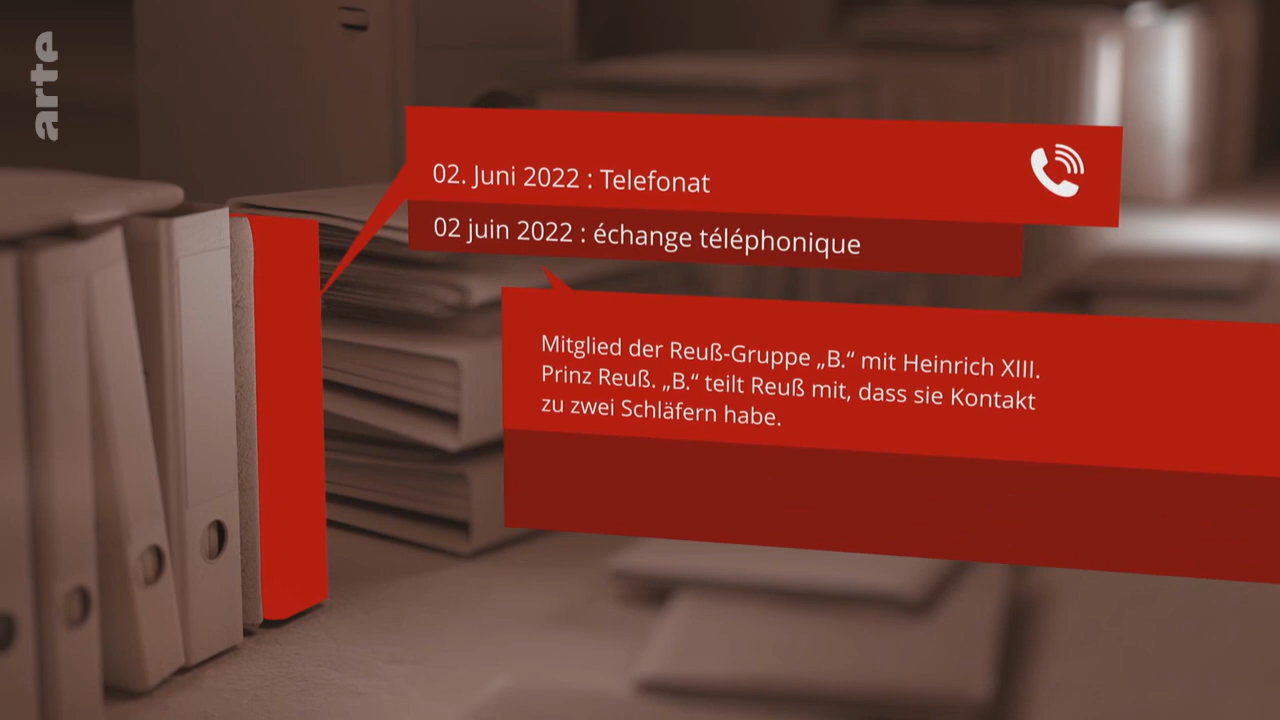 arte
02. Juni 2022 : Telefonat
02 juin 2022 : échange téléphonique
Mitglied der Reuß-Gruppe „B.“ mit Heinrich XIII.
Prinz Reuß. „B.“ teilt Reuß mit, dass sie Kontakt
zu zwei Schläfern habe.